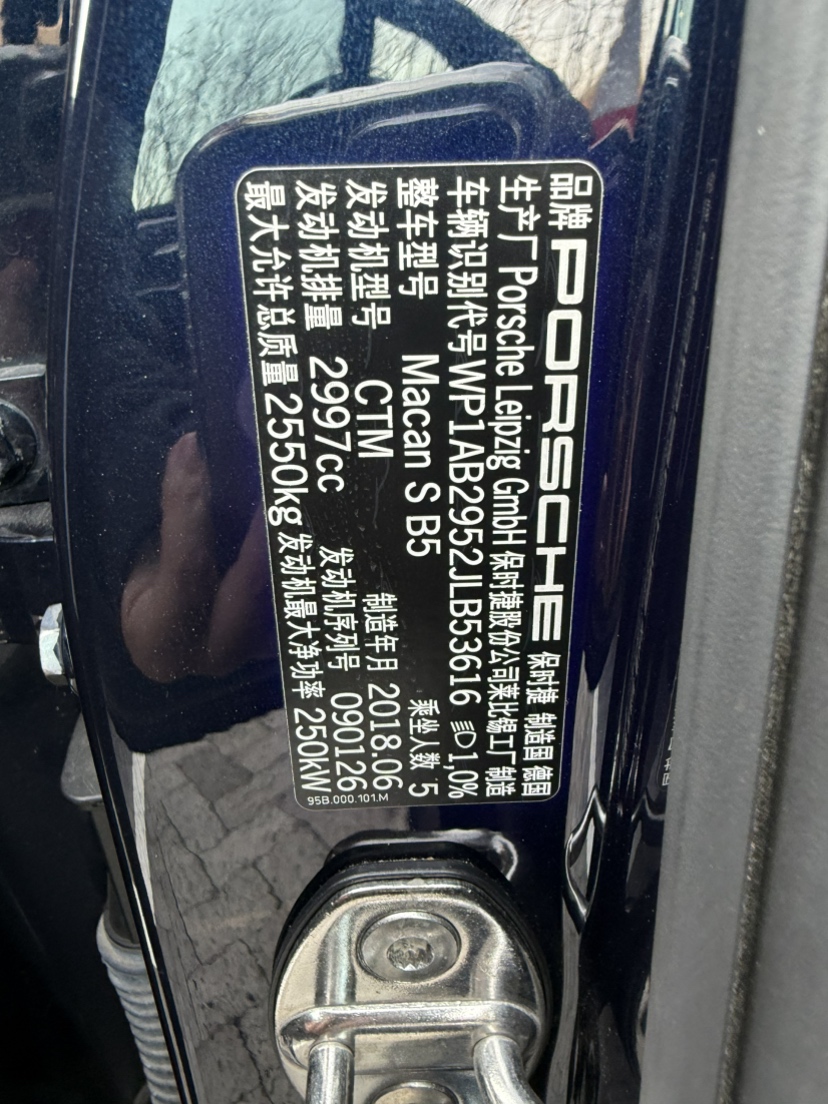 品牌 PORSCHE 保时捷 制造国 德国
生产厂 Porsche Leipzig GmbH 保时捷股份公司莱比锡工厂 制造
车辆识别代号 WP1AB2952JLB53616 1,0%
整车型号 Macan S B5 乘坐人数 5
发动机型号 CTM 制造年月 2018.06
发动机排量 2997cc 发动机序列号 090126
最大允许总质量 2550kg 发动机最大净功率 250kW
95B.000.101.M